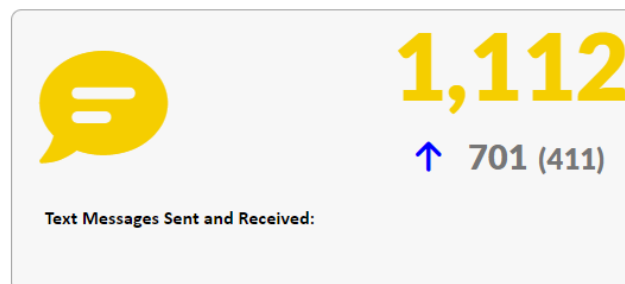 1,112
↑ 701 (411)
Text Messages Sent and Received: